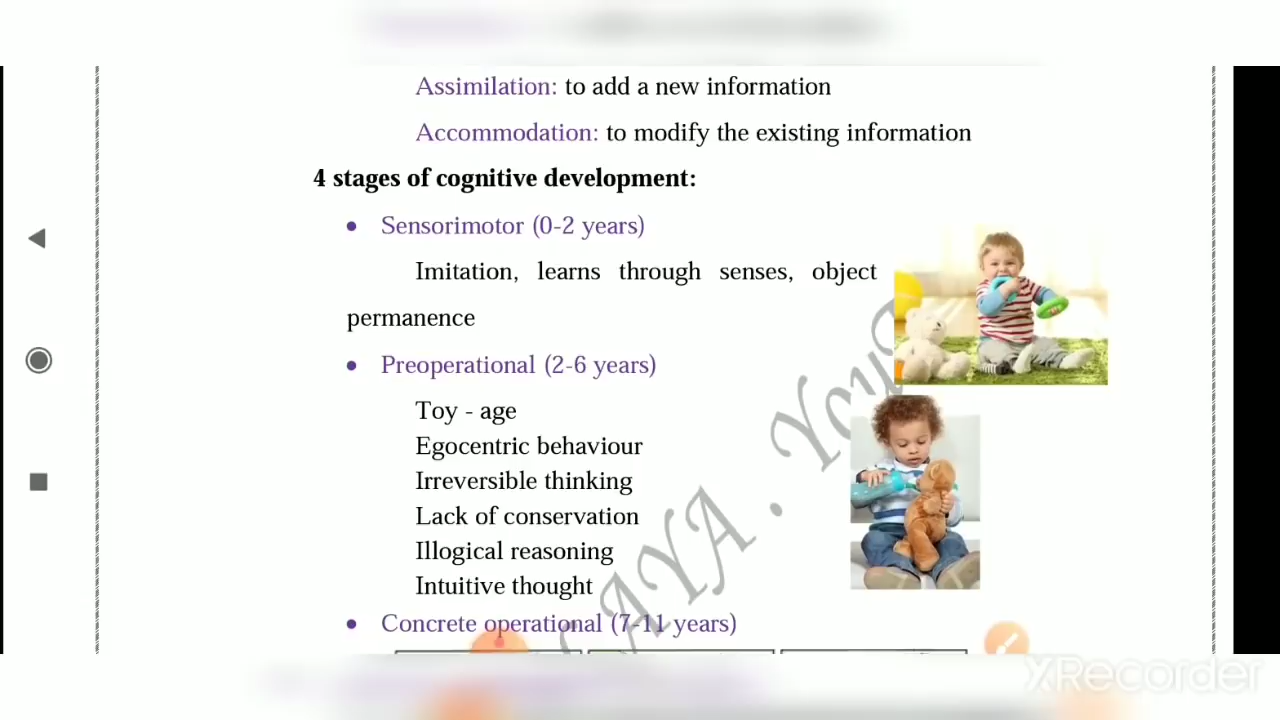 Assimilation: to add a new information
Accommodation: to modify the existing information
4 stages of cognitive development:
• Sensorimotor (0-2 years)
Imitation, learns through senses, object
permanence
• Preoperational (2-6 years)
Toy - age
Egocentric behaviour
Irreversible thinking
Lack of conservation
Illogical reasoning
Intuitive thought
• Concrete operational (7-11 years)
XRecorder